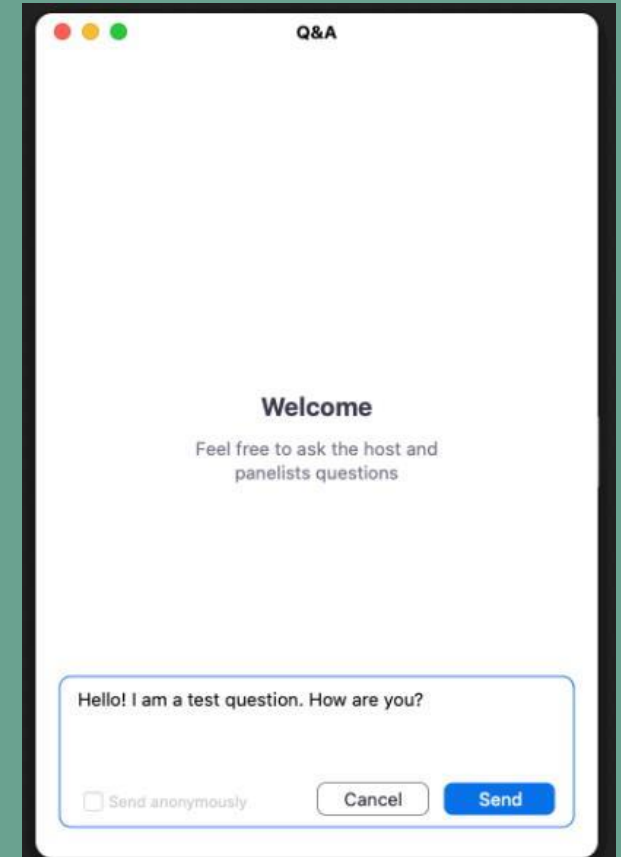 Q&A
Welcome
Feel free to ask the host and
panelists questions
Hello! I am a test question. How are you?
Send anonymously
Cancel
Send